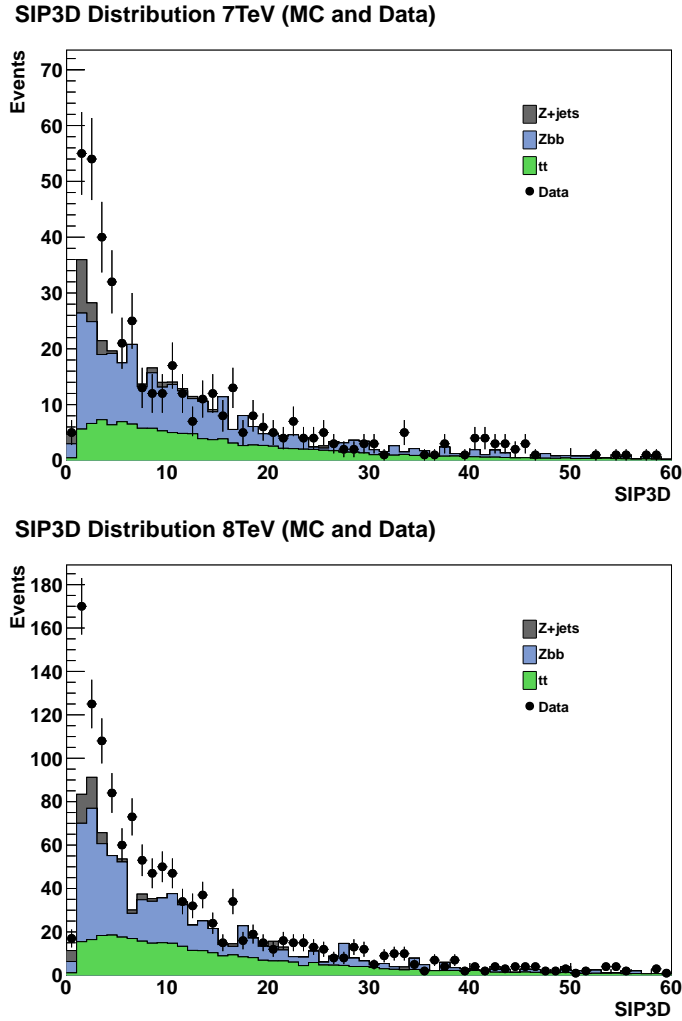 SIP3D Distribution 7TeV (MC and Data)
Events
70
60
50
40
30
20
10
0
Z+jets
Zbb
tt
Data
0 10 20 30 40 50 60
SIP3D
SIP3D Distribution 8TeV (MC and Data)
Events
180
160
140
120
100
80
60
40
20
0
Z+jets
Zbb
tt
Data
0 10 20 30 40 50 60
SIP3D